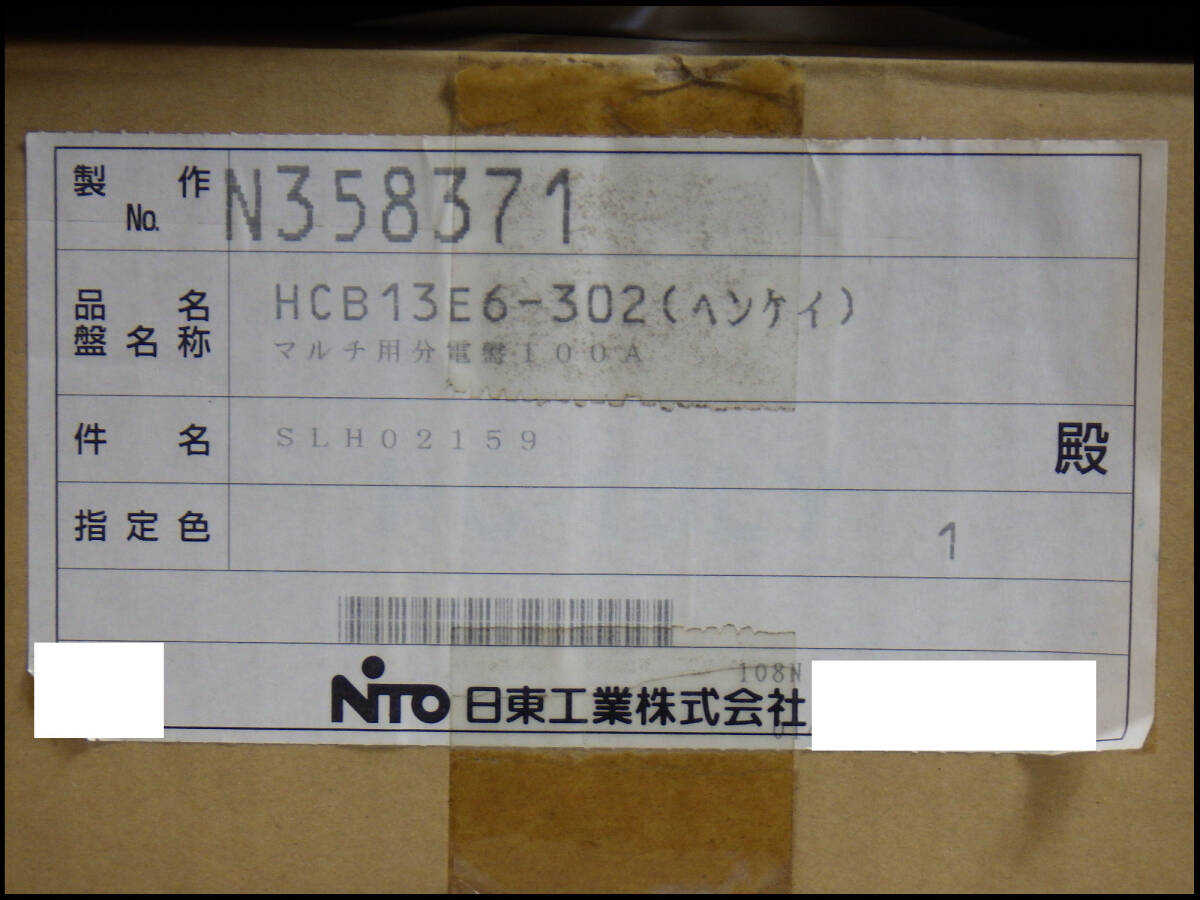 製作 N358371
No.
品名 HCB13E6-302(ヘンケイ)
盤名称 マルチ用分電盤100A
件名 SLH02159
殿
指定色
1
108N
NITO 日東工業株式会社